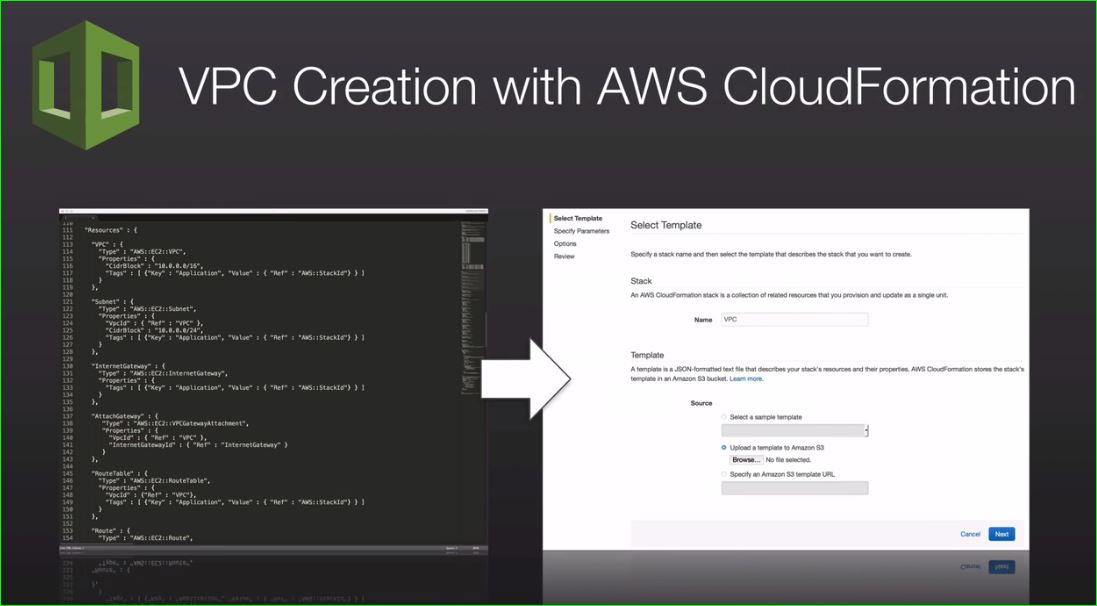 VPC Creation with AWS CloudFormation
111 "Resources" : {
112
113 "VPC" : {
114 "Type" : "AWS::EC2::VPC",
115 "Properties" : {
116 "CidrBlock" : "10.0.0.0/16",
117 "Tags" : [ {"Key" : "Application", "Value" : { "Ref" : "AWS::StackId"} } ]
118 }
119 },
120
121 "Subnet" : {
122 "Type" : "AWS::EC2::Subnet",
123 "Properties" : {
124 "VpcId" : { "Ref" : "VPC" },
125 "CidrBlock" : "10.0.0.0/24",
126 "Tags" : [ {"Key" : "Application", "Value" : { "Ref" : "AWS::StackId"} } ]
127 }
128 },
129
130 "InternetGateway" : {
131 "Type" : "AWS::EC2::InternetGateway",
132 "Properties" : {
133 "Tags" : [ {"Key" : "Application", "Value" : { "Ref" : "AWS::StackId"} } ]
134 }
135 },
136
137 "AttachGateway" : {
138 "Type" : "AWS::EC2::VPCGatewayAttachment",
139 "Properties" : {
140 "VpcId" : { "Ref" : "VPC" },
141 "InternetGatewayId" : { "Ref" : "InternetGateway" }
142 }
143 },
144
145 "RouteTable" : {
146 "Type" : "AWS::EC2::RouteTable",
147 "Properties" : {
148 "VpcId" : {"Ref" : "VPC"},
149 "Tags" : [ {"Key" : "Application", "Value" : { "Ref" : "AWS::StackId"} } ]
150 }
151 },
152
153 "Route" : {
154 "Type" : "AWS::EC2::Route",
Select Template
Specify Parameters
Options
Review
Select Template
Specify a stack name and then select the template that describes the stack that you want to create.
Stack
An AWS CloudFormation stack is a collection of related resources that you provision and update as a single unit.
Name VPC
Template
A template is a JSON-formatted text file that describes your stack's resources and their properties. AWS CloudFormation stores the stack's
template in an Amazon S3 bucket. Learn more.
Source
Select a sample template
Upload a template to Amazon S3
Browse... No file selected.
Specify an Amazon S3 template URL
Cancel Next